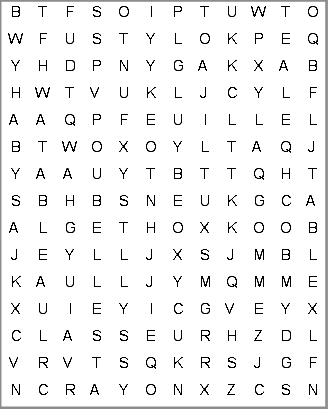 B T F S O I P T U W T O
W F U S T Y L O K P E Q
Y H D P N Y G A K X A B
H W T V U K L J C Y L F
A A Q P F E U I L L E L
B T W O X O Y L T A Q J
Y A A U Y T B T T Q H T
S B H B S N E U K G C A
A L G E T H O X K O O B
J E Y L L J X S J M B L
K A U L L J Y M Q M M E
X U I E Y I C G V E Y X
C L A S S E U R H Z D L
V R V T S Q K R S J G F
N C R A Y O N X Z C S N